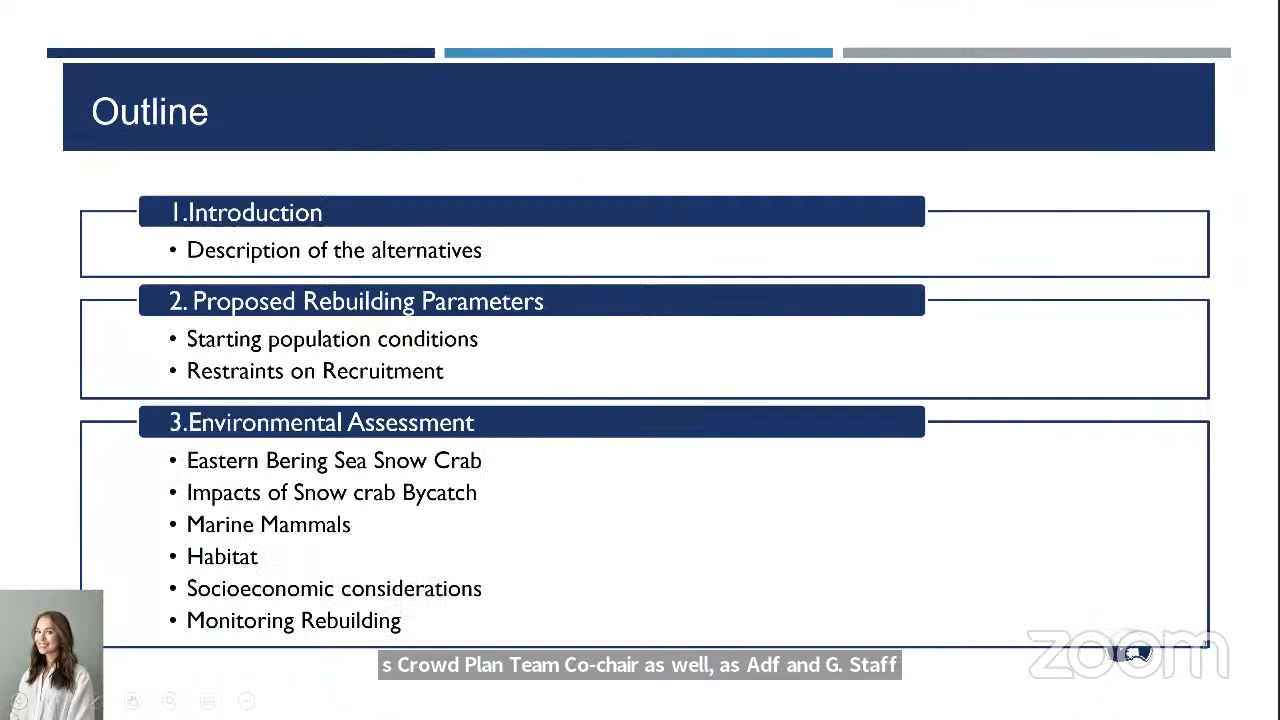 Outline
1.Introduction
• Description of the alternatives
2. Proposed Rebuilding Parameters
• Starting population conditions
• Restraints on Recruitment
3.Environmental Assessment
• Eastern Bering Sea Snow Crab
• Impacts of Snow crab Bycatch
• Marine Mammals
• Habitat
• Socioeconomic considerations
• Monitoring Rebuilding
zoom
s Crowd Plan Team Co-chair as well, as Adf and G. Staff